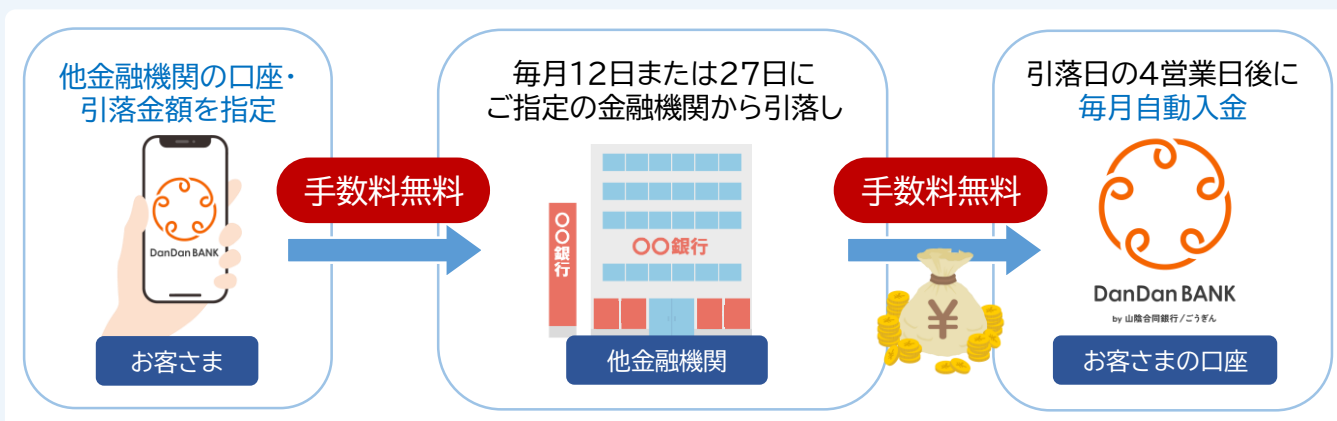 他金融機関の口座・
引落金額を指定
DanDan BANK
お客さま
手数料無料
毎月12日または27日に
ご指定の金融機関から引落し
〇〇銀行
〇〇銀行
他金融機関
手数料無料
¥
引落日の4営業日後に
毎月自動入金
DanDan BANK
by 山陰合同銀行/ごうぎん
お客さまの口座